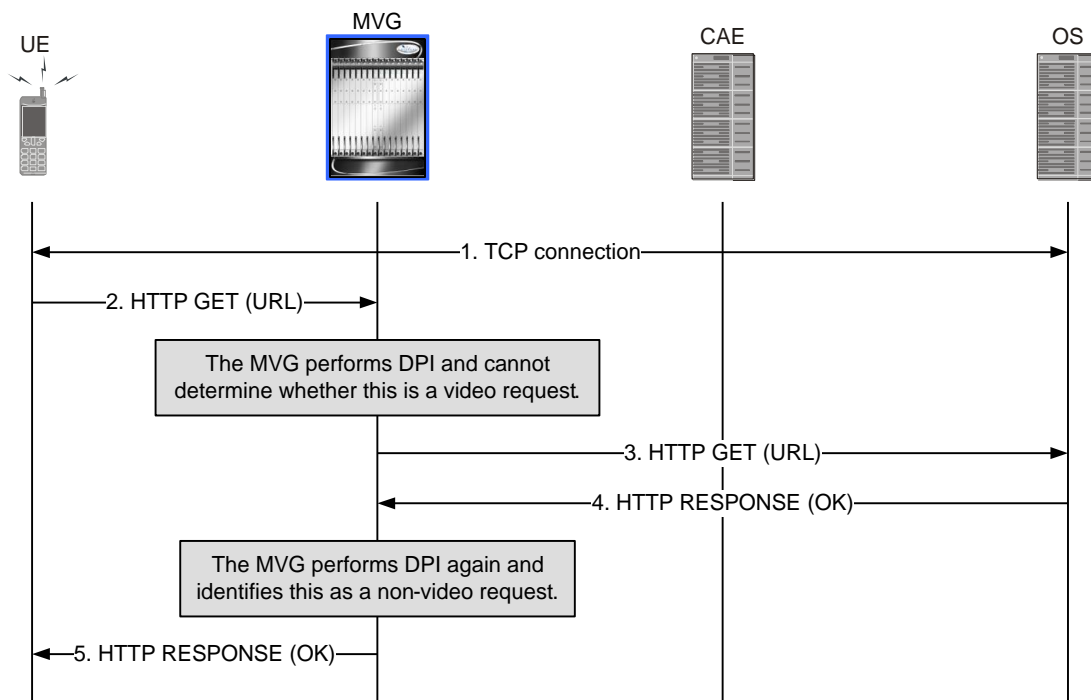 UE
MVG
CAE
OS
1. TCP connection
2. HTTP GET (URL)
The MVG performs DPI and cannot
determine whether this is a video request.
3. HTTP GET (URL)
4. HTTP RESPONSE (OK)
The MVG performs DPI again and
identifies this as a non-video request.
5. HTTP RESPONSE (OK)